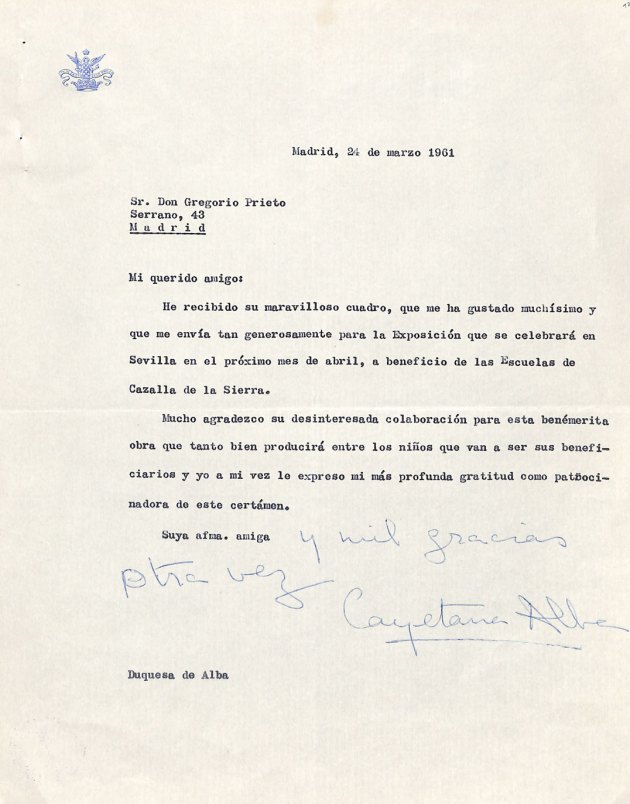 Madrid, 24 de marzo 1961
Sr. Don Gregorio Prieto
Serrano, 43
M a d r i d
Mi querido amigo:
He recibido su maravilloso cuadro, que me ha gustado muchísimo y
que me envía tan generosamente para la Exposición que se celebrará en
Sevilla en el próximo mes de abril, a beneficio de las Escuelas de
Cazalla de la Sierra.
Mucho agradezco su desinteresada colaboración para esta benémerita
obra que tanto bien producirá entre los niños que van a ser sus benefi-
ciarios y yo a mi vez le expreso mi más profunda gratitud como patroci-
nadora de este certámen.
Suya afma. amiga y mil gracias
otra vez
Cayetana Alba
Duquesa de Alba